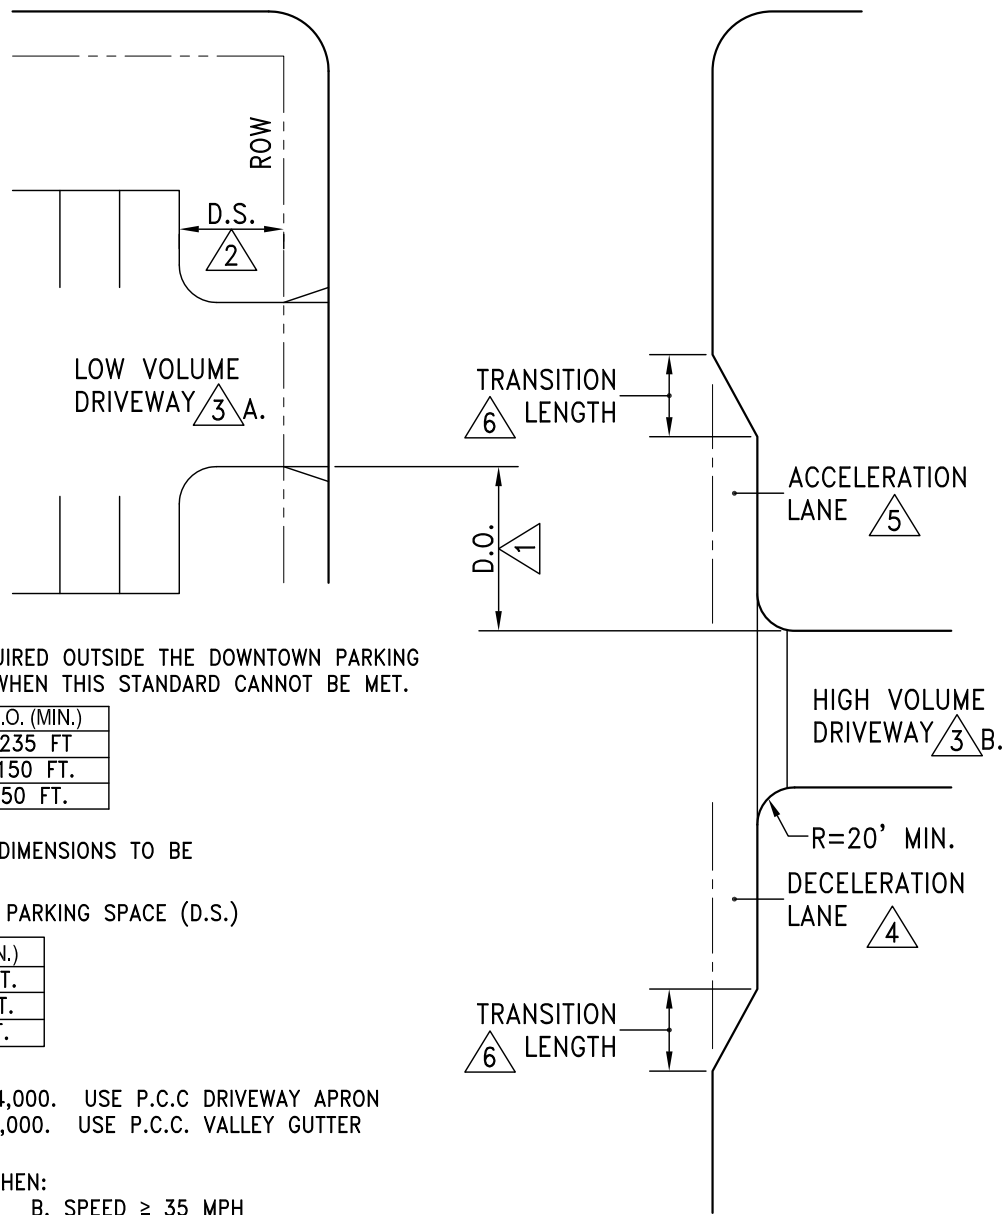 ROW
D.S.
2
LOW VOLUME
DRIVEWAY 3 A.
TRANSITION
6 LENGTH
ACCELERATION
LANE 5
D.O. 1
UIRED OUTSIDE THE DOWNTOWN PARKING
WHEN THIS STANDARD CANNOT BE MET.
.O. (MIN.)
235 FT
150 FT.
50 FT.
HIGH VOLUME
DRIVEWAY 3 B.
R=20' MIN.
DIMENSIONS TO BE
DECELERATION
LANE 4
PARKING SPACE (D.S.)
N.)
T.
T.
T.
TRANSITION
6 LENGTH
4,000. USE P.C.C DRIVEWAY APRON
,000. USE P.C.C. VALLEY GUTTER
HEN:
B. SPEED ≥ 35 MPH